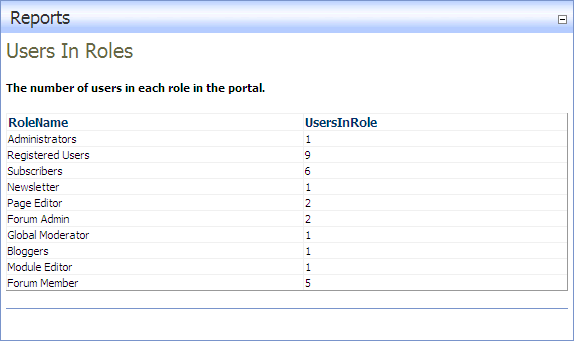 Reports
Users In Roles
The number of users in each role in the portal.
RoleName UsersInRole
Administrators 1
Registered Users 9
Subscribers 6
Newsletter 1
Page Editor 2
Forum Admin 2
Global Moderator 1
Bloggers 1
Module Editor 1
Forum Member 5